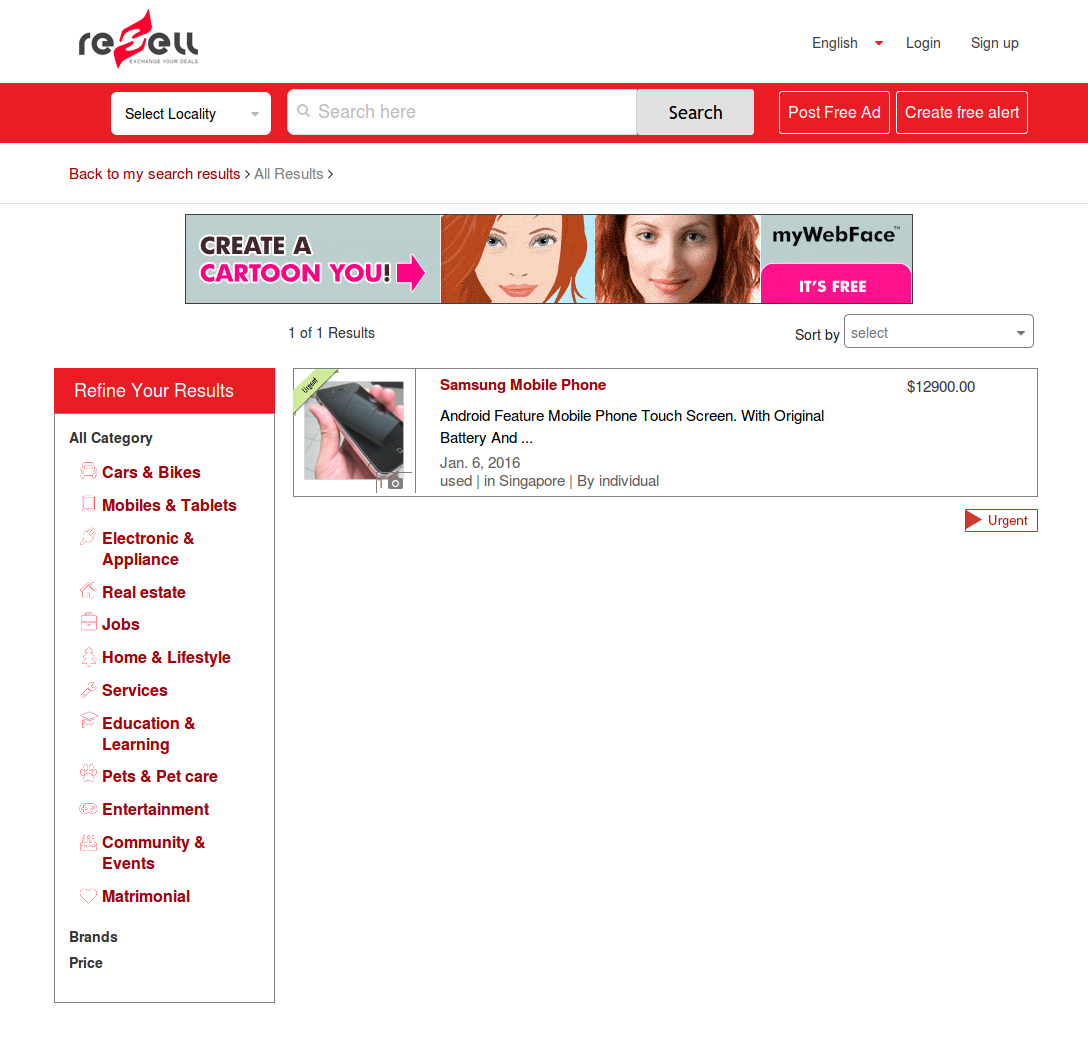 reSell
EXCHANGE YOUR DEALS
English
Login
Sign up
Select Locality
Search here
Search
Post Free Ad
Create free alert
Back to my search results › All Results ›
CREATE A
CARTOON YOU!
myWebFace™
IT'S FREE
1 of 1 Results
Sort by
select
Refine Your Results
All Category
Cars & Bikes
Mobiles & Tablets
Electronic &
Appliance
Real estate
Jobs
Home & Lifestyle
Services
Education &
Learning
Pets & Pet care
Entertainment
Community &
Events
Matrimonial
Brands
Price
Urgent
1
Samsung Mobile Phone
$12900.00
Android Feature Mobile Phone Touch Screen. With Original
Battery And ...
Jan. 6, 2016
used | in Singapore | By individual
Urgent